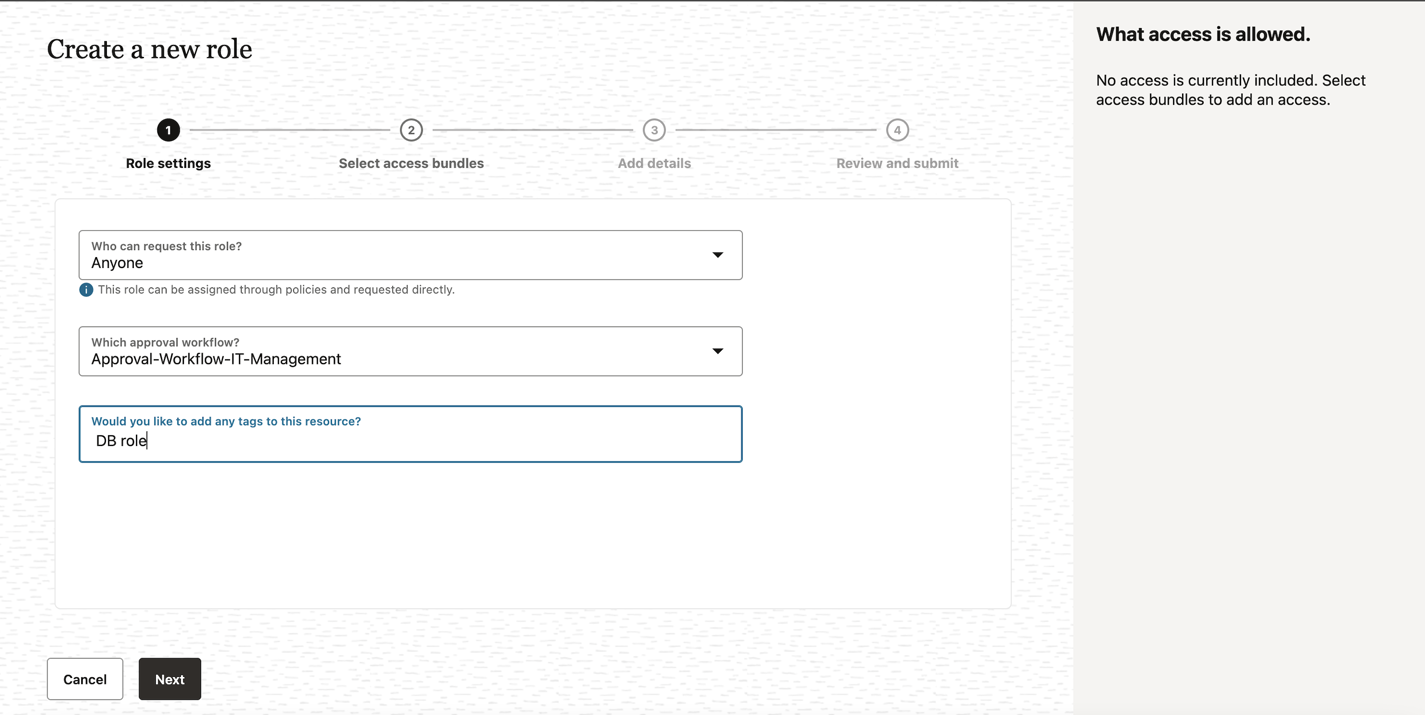 Create a new role
1
2
3
4
Role settings
Select access bundles
Add details
Review and submit
Who can request this role?
Anyone
i This role can be assigned through policies and requested directly.
Which approval workflow?
Approval-Workflow-IT-Management
Would you like to add any tags to this resource?
DB role
Cancel
Next
What access is allowed.
No access is currently included. Select
access bundles to add an access.